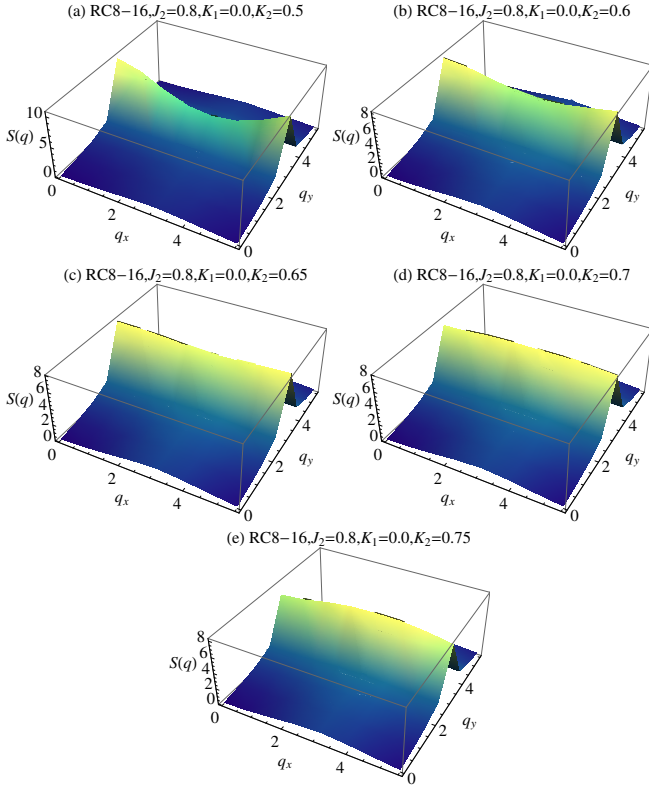 (a) RC8−16,J2=0.8,K1=0.0,K2=0.5
10
5
0
S(q)
0
2
4
qx
0
2
4
qy
(b) RC8−16,J2=0.8,K1=0.0,K2=0.6
8
6
4
2
0
S(q)
0
2
4
qx
0
2
4
qy
(c) RC8−16,J2=0.8,K1=0.0,K2=0.65
8
6
4
2
0
S(q)
0
2
4
qx
0
2
4
qy
(d) RC8−16,J2=0.8,K1=0.0,K2=0.7
8
6
4
2
0
S(q)
0
2
4
qx
0
2
4
qy
(e) RC8−16,J2=0.8,K1=0.0,K2=0.75
8
6
4
2
0
S(q)
0
2
4
qx
0
2
4
qy